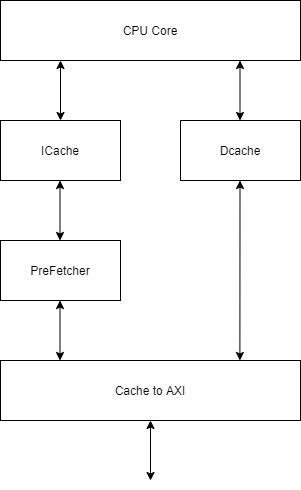 CPU Core
ICache
Dcache
PreFetcher
Cache to AXI